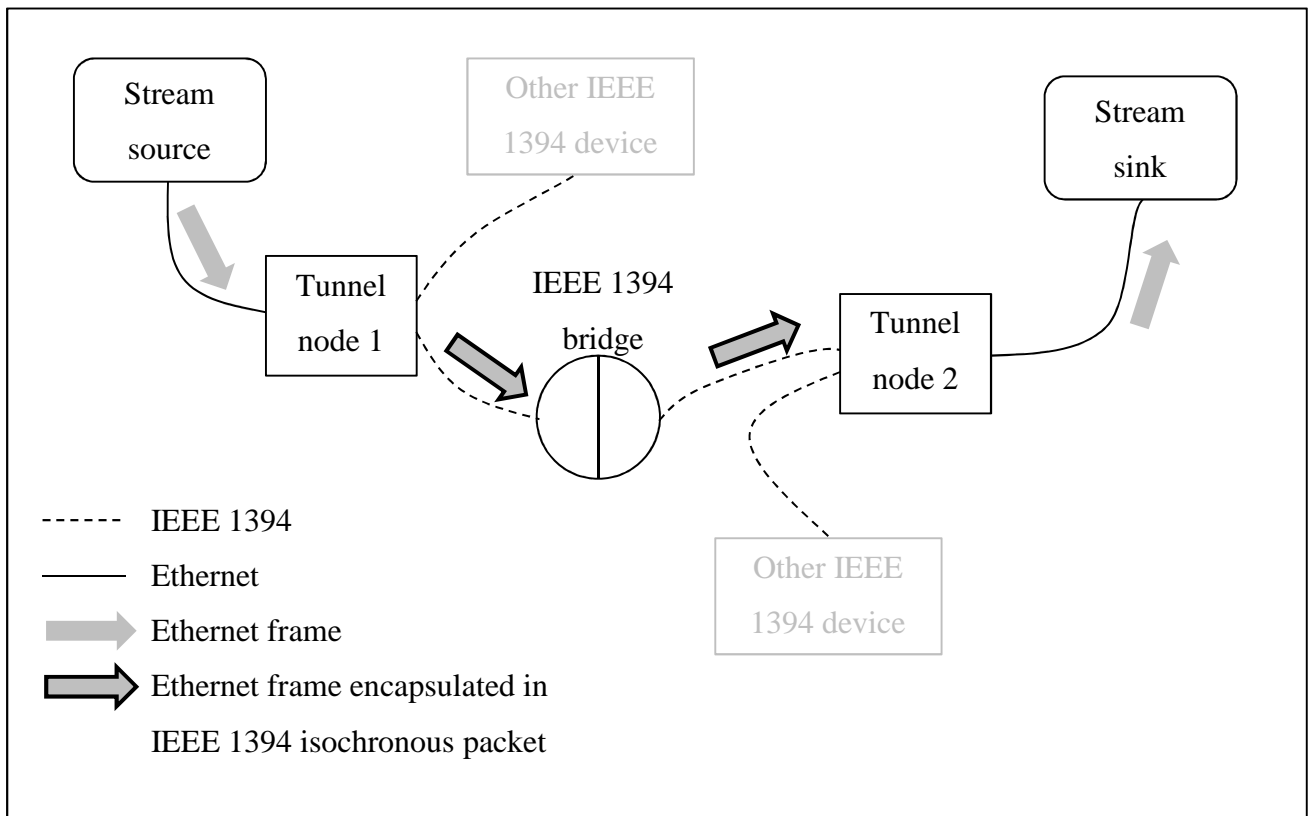 Stream
source
Other IEEE
1394 device
Stream
sink
Tunnel
node 1
IEEE 1394
bridge
Tunnel
node 2
Other IEEE
1394 device
IEEE 1394
Ethernet
Ethernet frame
Ethernet frame encapsulated in
IEEE 1394 isochronous packet